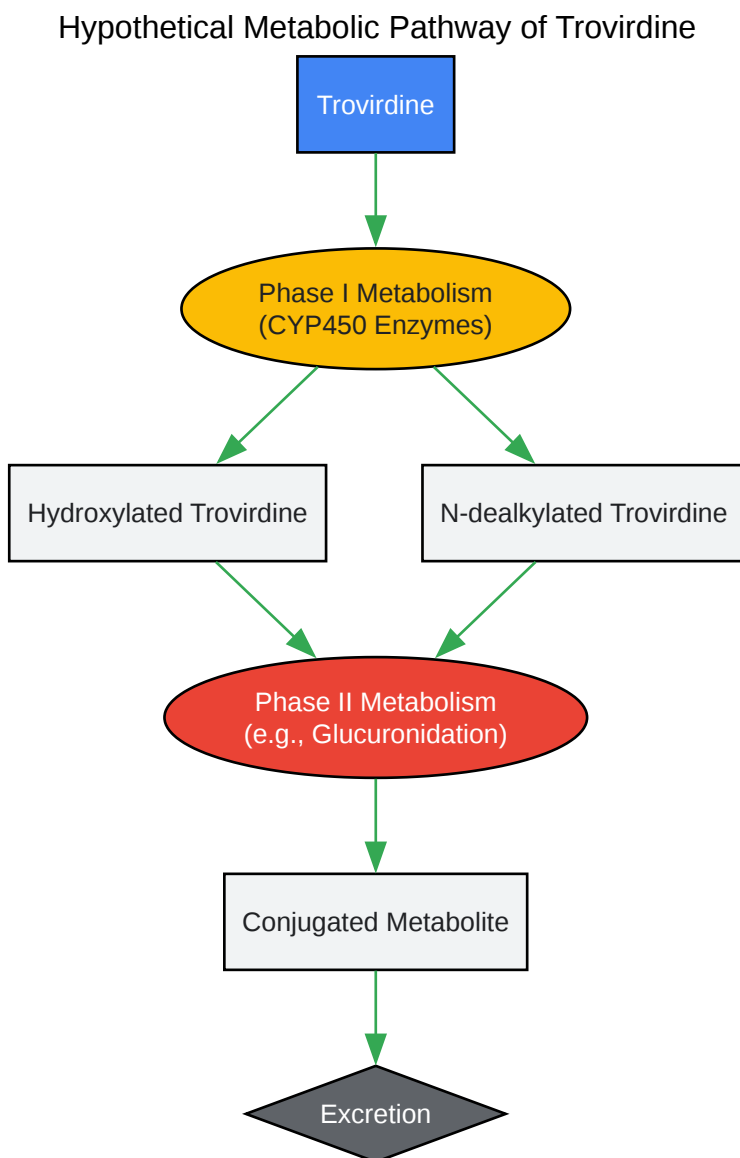 Hypothetical Metabolic Pathway of Trovirdine
Trovirdine
Phase I Metabolism
(CYP450 Enzymes)
Hydroxylated Trovirdine
N-dealkylated Trovirdine
Phase II Metabolism
(e.g., Glucuronidation)
Conjugated Metabolite
Excretion